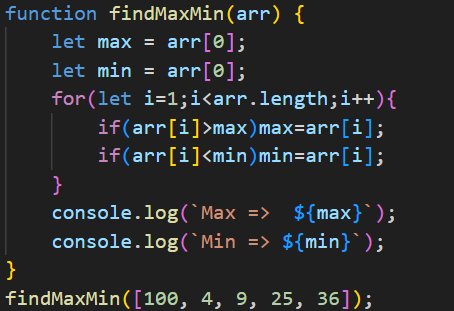 function findMaxMin(arr) {
    let max = arr[0];
    let min = arr[0];
    for(let i=1;i<arr.length;i++){
        if(arr[i]>max)max=arr[i];
        if(arr[i]<min)min=arr[i];
    }
    console.log(`Max =>  ${max}`);
    console.log(`Min => ${min}`);
}
findMaxMin([100, 4, 9, 25, 36]);